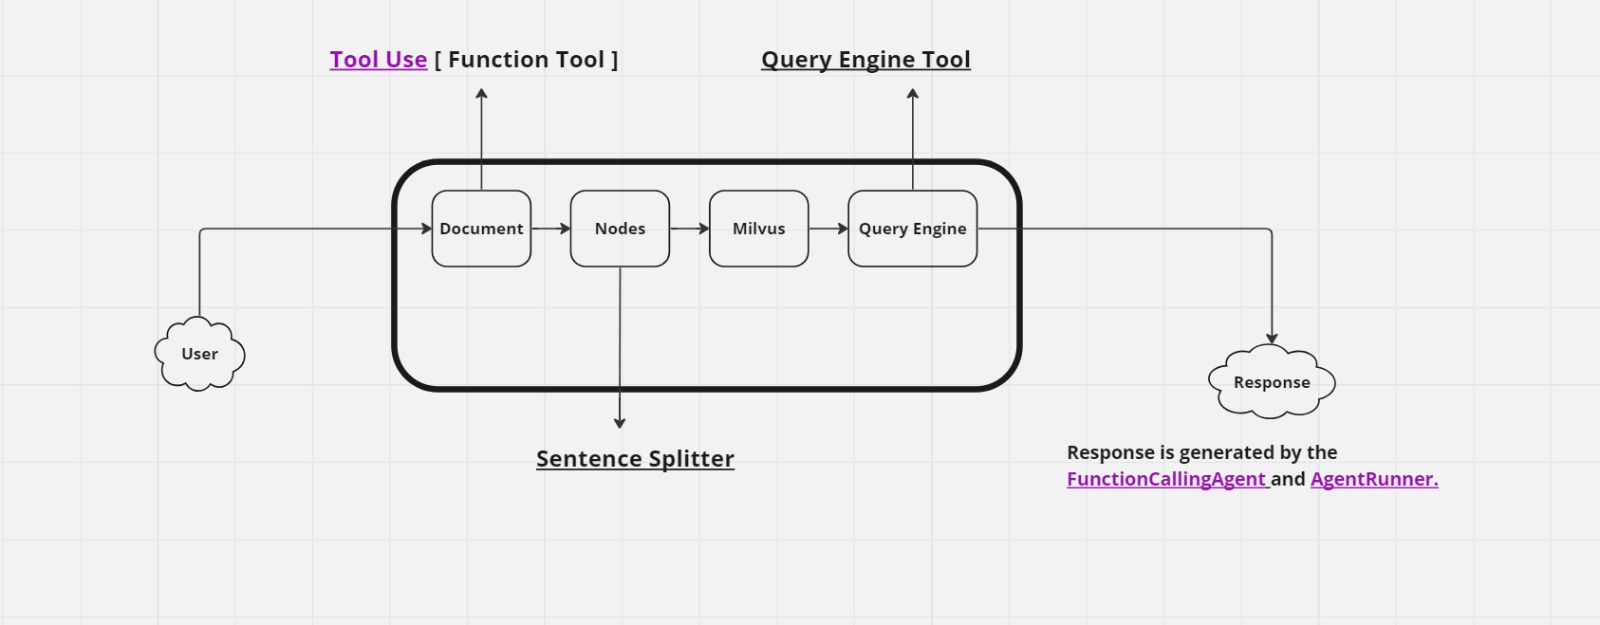 Tool Use [ Function Tool ]
Query Engine Tool
Document
Nodes
Milvus
Query Engine
User
Response
Sentence Splitter
Response is generated by the
FunctionCallingAgent and AgentRunner.